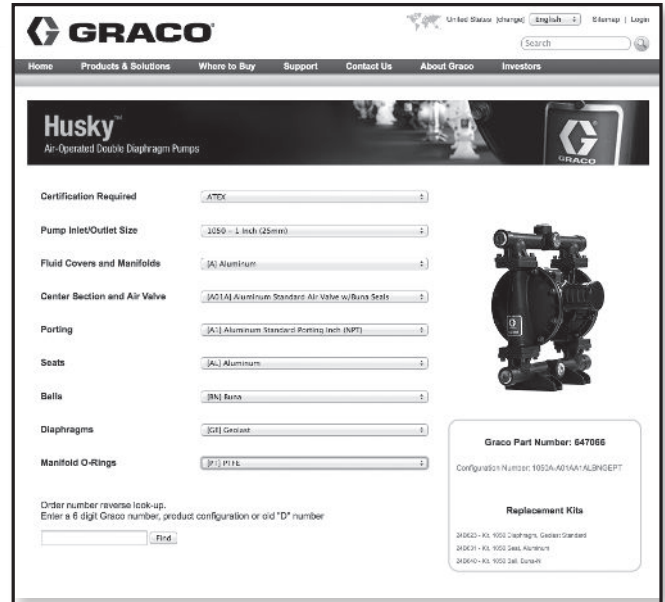 GRACO
United States [change] English Sitemap | Login
Search
Home Products & Solutions Where to Buy Support Contact Us About Graco Investors
Husky™
Air-Operated Double Diaphragm Pumps
GRACO
Certification Required ATEX
Pump Inlet/Outlet Size 1050 – 1 Inch (25mm)
Fluid Covers and Manifolds [A] Aluminum
Center Section and Air Valve [A01A] Aluminum Standard Air Valve w/Buna Seals
Porting [A1] Aluminum Standard Porting Inch (NPT)
Seats [AL] Aluminum
Balls [BN] Buna
Diaphragms [GE] Geolast
Manifold O-Rings [PT] PTFE
Order number reverse look-up.
Enter a 6 digit Graco number, product configuration or old "D" number
Find
Graco Part Number: 647066
Configuration Number: 1050A-A01AA1ALBNGEPT
Replacement Kits
24B623 - Kit, 1050 Diaphragm, Geolast Standard
24B631 - Kit, 1050 Seat, Aluminum
24B640 - Kit, 1050 Ball, Buna-N